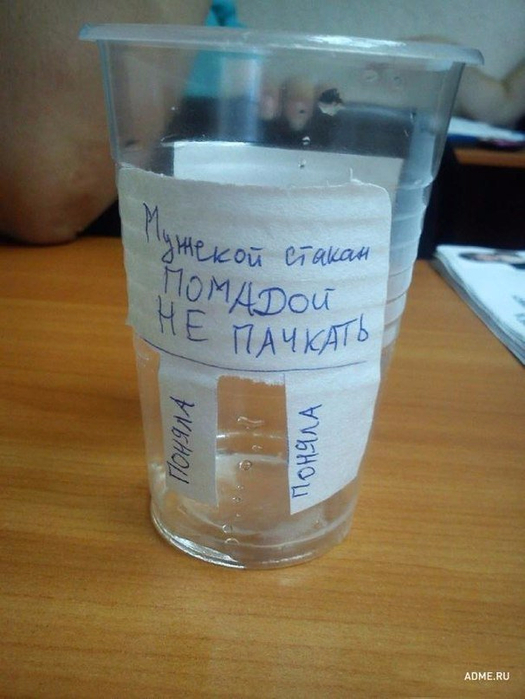 Мужской стакан
ПОМАДОЙ
НЕ ПАЧКАТЬ
ПОНЯЛА
ПОНЯЛА
ADME.RU